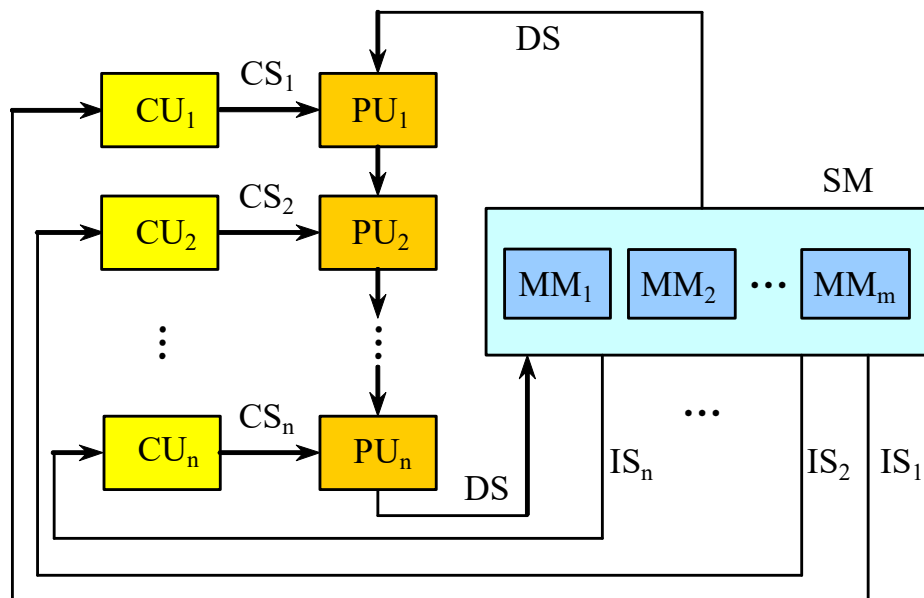 DS
CS₁
CU₁
PU₁
SM
CS₂
CU₂
PU₂
MM₁
MM₂
...
MMₘ
⋮
⋮
...
CSₙ
CUₙ
PUₙ
DS
ISₙ
IS₂
IS₁